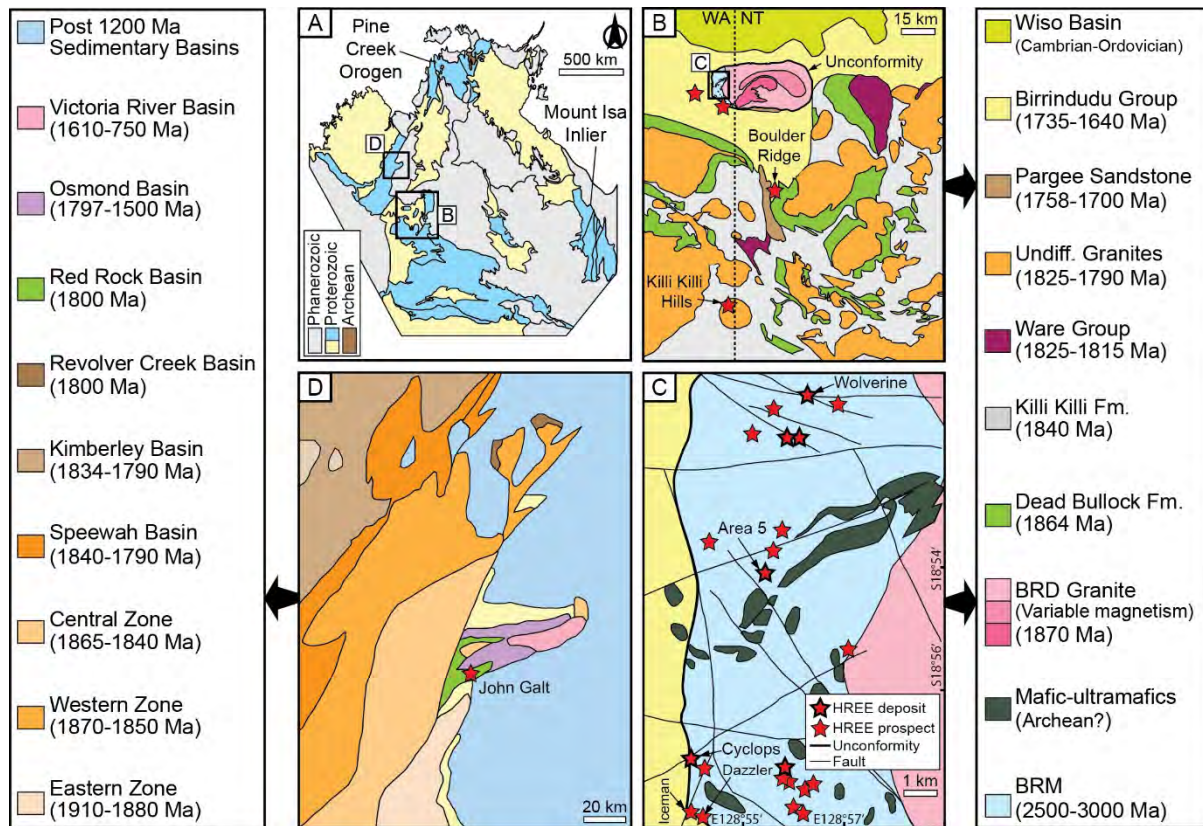 Post 1200 Ma
Sedimentary Basins
Victoria River Basin
(1610-750 Ma)
Osmond Basin
(1797-1500 Ma)
Red Rock Basin
(1800 Ma)
Revolver Creek Basin
(1800 Ma)
Kimberley Basin
(1834-1790 Ma)
Speewah Basin
(1840-1790 Ma)
Central Zone
(1865-1840 Ma)
Western Zone
(1870-1850 Ma)
Eastern Zone
(1910-1880 Ma)
A
Pine
Creek
Orogen
500 km
Mount Isa
Inlier
D
B
Phanerozoic
Proterozoic
Archean
B
WA NT
15 km
C
Unconformity
Boulder
Ridge
Killi Killi
Hills
D
John Galt
20 km
C
Wolverine
Area 5
S18°54'
S18°56'
HREE deposit
HREE prospect
Unconformity
Fault
Cyclops
Dazzler
Iceman
E128°55'
E128°57'
1 km
Wiso Basin
(Cambrian-Ordovician)
Birrindudu Group
(1735-1640 Ma)
Pargee Sandstone
(1758-1700 Ma)
Undiff. Granites
(1825-1790 Ma)
Ware Group
(1825-1815 Ma)
Killi Killi Fm.
(1840 Ma)
Dead Bullock Fm.
(1864 Ma)
BRD Granite
(Variable magnetism)
(1870 Ma)
Mafic-ultramafics
(Archean?)
BRM
(2500-3000 Ma)